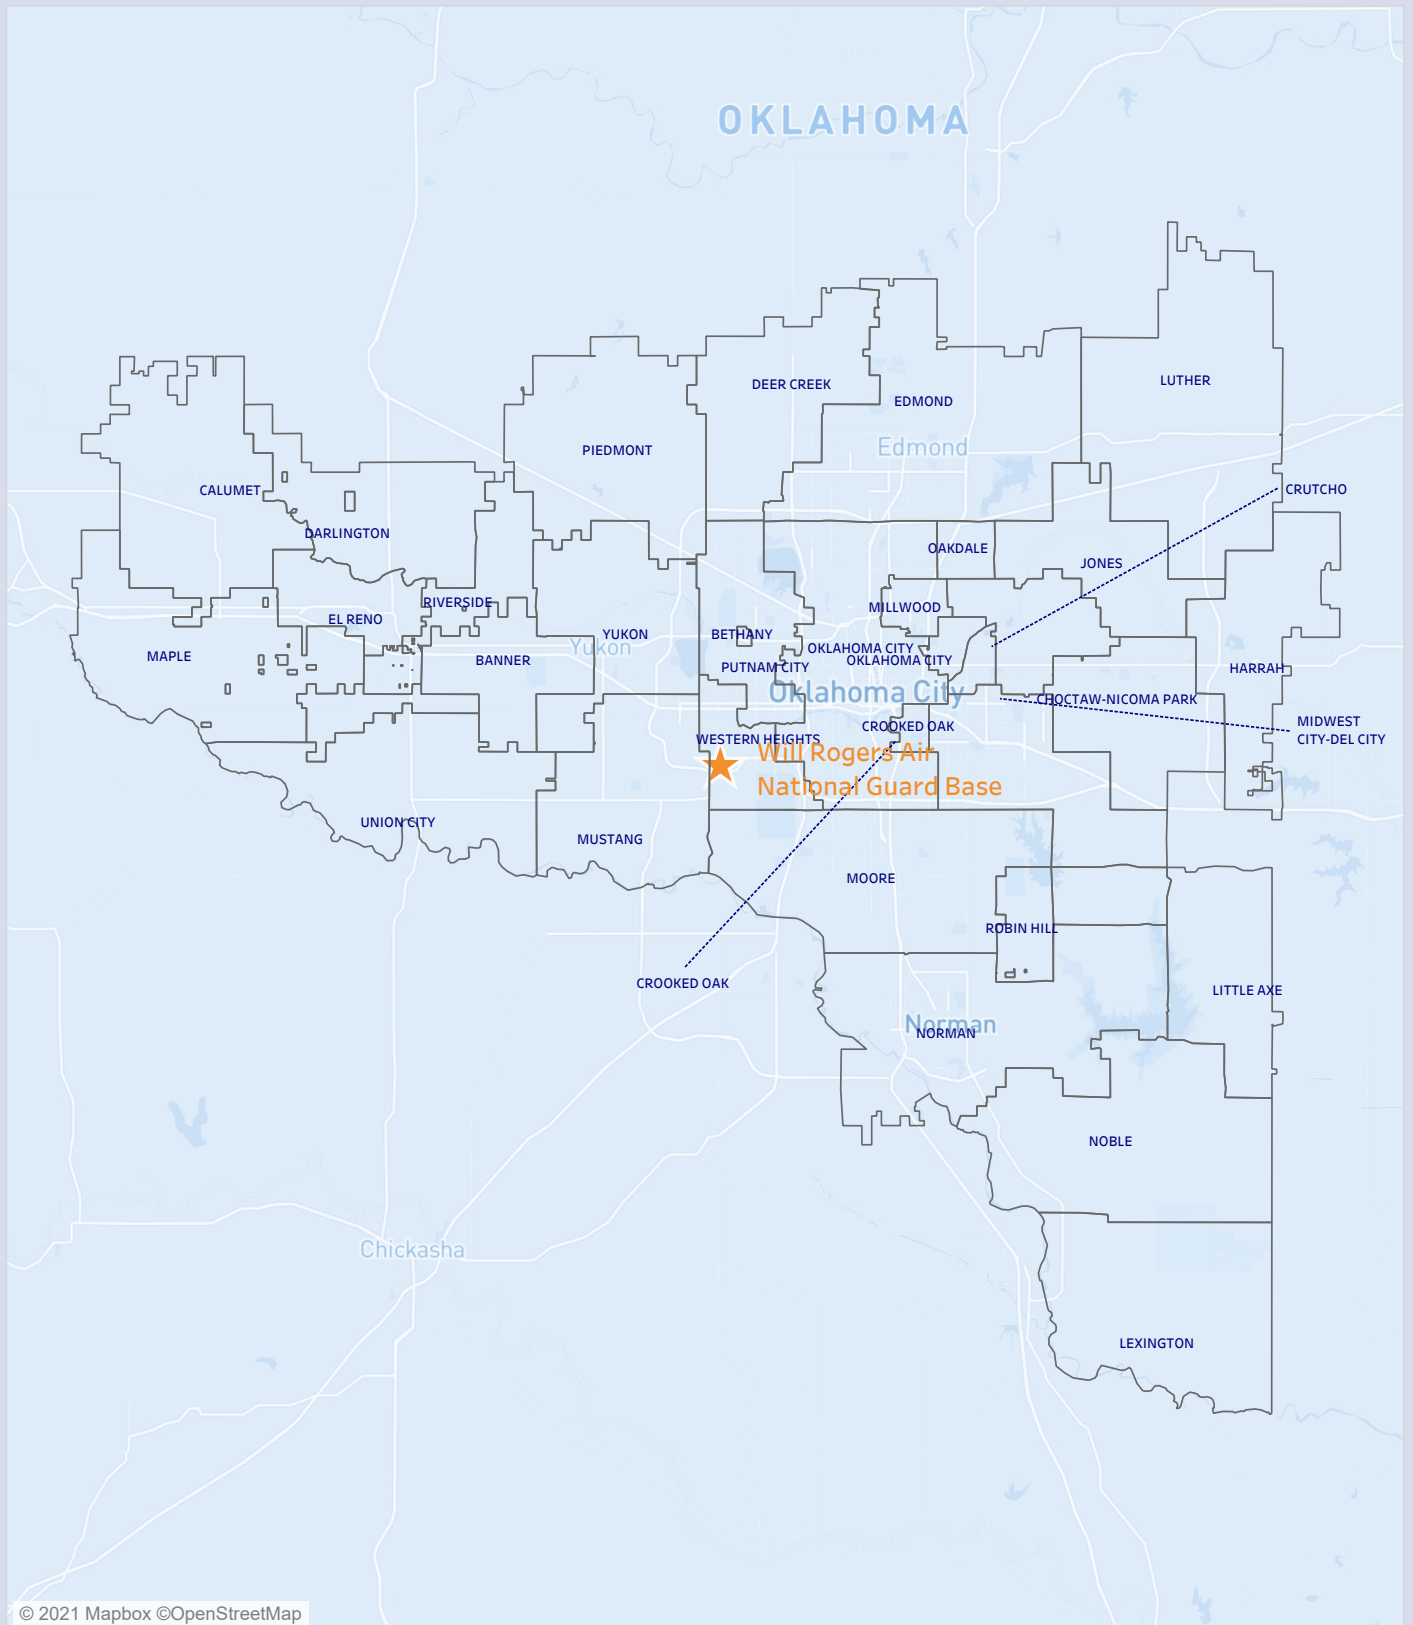 OKLAHOMA
LUTHER
DEER CREEK
EDMOND
Edmond
PIEDMONT
CALUMET
CRUTCHO
DARLINGTON
OAKDALE
JONES
RIVERSIDE
MILLWOOD
EL RENO
YUKON
Yukon
BETHANY
OKLAHOMA CITY
MAPLE
BANNER
OKLAHOMA CITY
PUTNAM CITY
HARRAH
Oklahoma City
CHOCTAW-NICOMA PARK
CROOKED OAK
MIDWEST
CITY-DEL CITY
WESTERN HEIGHTS
Will Rogers Air
National Guard Base
UNION CITY
MUSTANG
MOORE
ROBIN HILL
CROOKED OAK
LITTLE AXE
Norman
NORMAN
NOBLE
Chickasha
LEXINGTON
© 2021 Mapbox ©OpenStreetMap